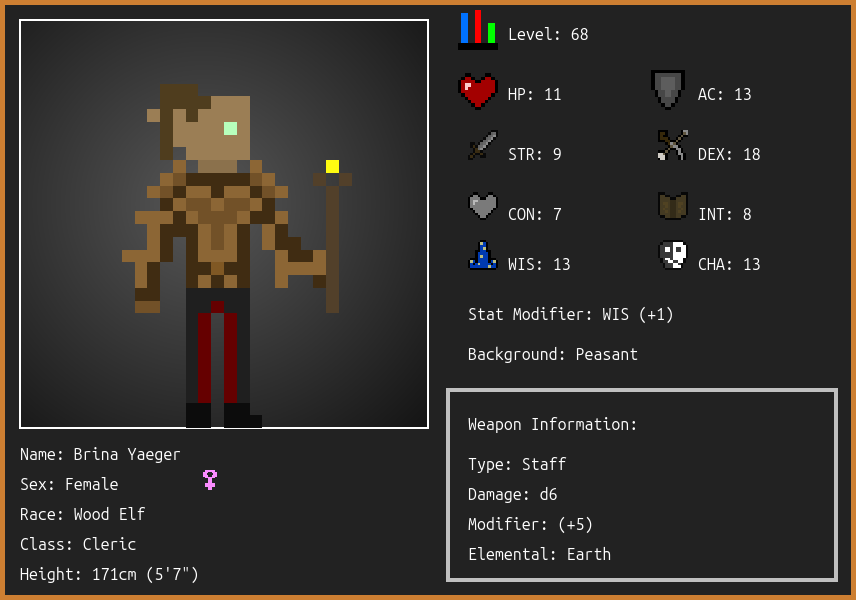 Level: 68
HP: 11
AC: 13
STR: 9
DEX: 18
CON: 7
INT: 8
WIS: 13
CHA: 13
Stat Modifier: WIS (+1)
Background: Peasant
Weapon Information:
Type: Staff
Damage: d6
Modifier: (+5)
Elemental: Earth
Name: Brina Yaeger
Sex: Female
Race: Wood Elf
Class: Cleric
Height: 171cm (5'7")